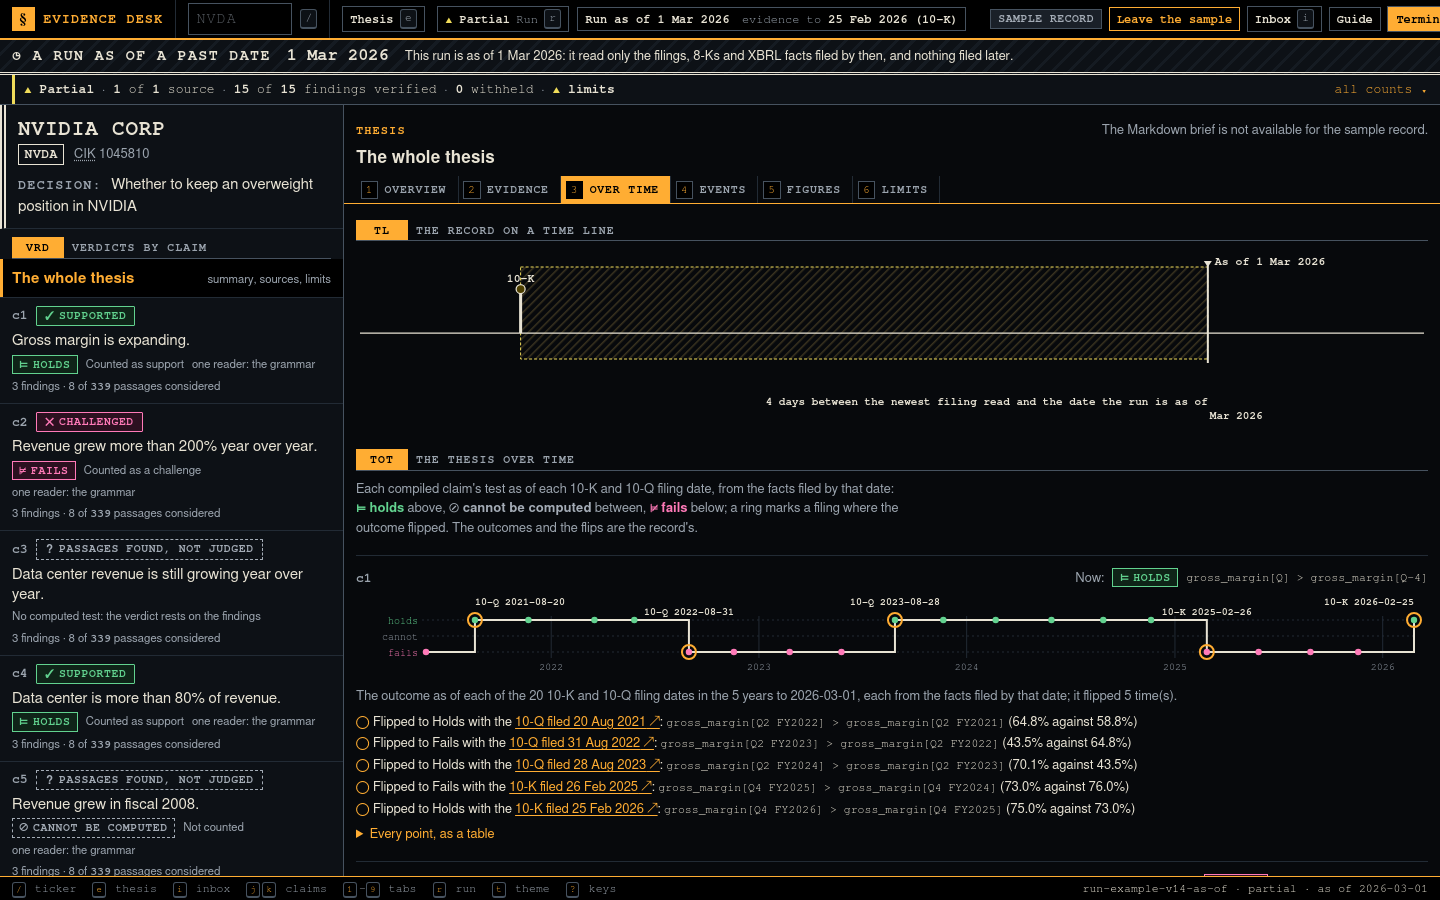 § EVIDENCE DESK NVDA / Thesis e ▲ Partial Run r Run as of 1 Mar 2026 evidence to 25 Feb 2026 (10-K) SAMPLE RECORD Leave the sample Inbox i Guide Termin
A RUN AS OF A PAST DATE 1 Mar 2026 This run is as of 1 Mar 2026: it read only the filings, 8-Ks and XBRL facts filed by then, and nothing filed later.
▲ Partial · 1 of 1 source · 15 of 15 findings verified · 0 withheld · ▲ limits all counts
NVIDIA CORP
NVDA CIK 1045810
DECISION: Whether to keep an overweight
position in NVIDIA
VRD VERDICTS BY CLAIM
The whole thesis summary, sources, limits
c1 ✓ SUPPORTED
Gross margin is expanding.
⊨ HOLDS Counted as support one reader: the grammar
3 findings · 8 of 339 passages considered
c2 ✕ CHALLENGED
Revenue grew more than 200% year over year.
⊭ FAILS Counted as a challenge
one reader: the grammar
3 findings · 8 of 339 passages considered
c3 ? PASSAGES FOUND, NOT JUDGED
Data center revenue is still growing year over
year.
No computed test: the verdict rests on the findings
3 findings · 8 of 339 passages considered
c4 ✓ SUPPORTED
Data center is more than 80% of revenue.
⊨ HOLDS Counted as support one reader: the grammar
3 findings · 8 of 339 passages considered
c5 ? PASSAGES FOUND, NOT JUDGED
Revenue grew in fiscal 2008.
⊘ CANNOT BE COMPUTED Not counted
one reader: the grammar
3 findings · 8 of 339 passages considered
THESIS The Markdown brief is not available for the sample record.
The whole thesis
1 OVERVIEW 2 EVIDENCE 3 OVER TIME 4 EVENTS 5 FIGURES 6 LIMITS
TL THE RECORD ON A TIME LINE
As of 1 Mar 2026
10-K
4 days between the newest filing read and the date the run is as of
Mar 2026
TOT THE THESIS OVER TIME
Each compiled claim's test as of each 10-K and 10-Q filing date, from the facts filed by that date:
⊨ holds above, ⊘ cannot be computed between, ⊭ fails below; a ring marks a filing where the
outcome flipped. The outcomes and the flips are the record's.
c1 Now: ⊨ HOLDS gross_margin[Q] > gross_margin[Q-4]
10-Q 2021-08-20 10-Q 2022-08-31 10-Q 2023-08-28 10-K 2025-02-26 10-K 2026-02-25
holds
cannot
fails
2022 2023 2024 2025 2026
The outcome as of each of the 20 10-K and 10-Q filing dates in the 5 years to 2026-03-01, each from the facts filed by that date; it flipped 5 time(s).
Flipped to Holds with the 10-Q filed 20 Aug 2021 ↗: gross_margin[Q2 FY2022] > gross_margin[Q2 FY2021] (64.8% against 58.8%)
Flipped to Fails with the 10-Q filed 31 Aug 2022 ↗: gross_margin[Q2 FY2023] > gross_margin[Q2 FY2022] (43.5% against 64.8%)
Flipped to Holds with the 10-Q filed 28 Aug 2023 ↗: gross_margin[Q2 FY2024] > gross_margin[Q2 FY2023] (70.1% against 43.5%)
Flipped to Fails with the 10-K filed 26 Feb 2025 ↗: gross_margin[Q4 FY2025] > gross_margin[Q4 FY2024] (73.0% against 76.0%)
Flipped to Holds with the 10-K filed 25 Feb 2026 ↗: gross_margin[Q4 FY2026] > gross_margin[Q4 FY2025] (75.0% against 73.0%)
▶ Every point, as a table
/ ticker e thesis i inbox j k claims 1-9 tabs r run t theme ? keys run-example-v14-as-of · partial · as of 2026-03-01